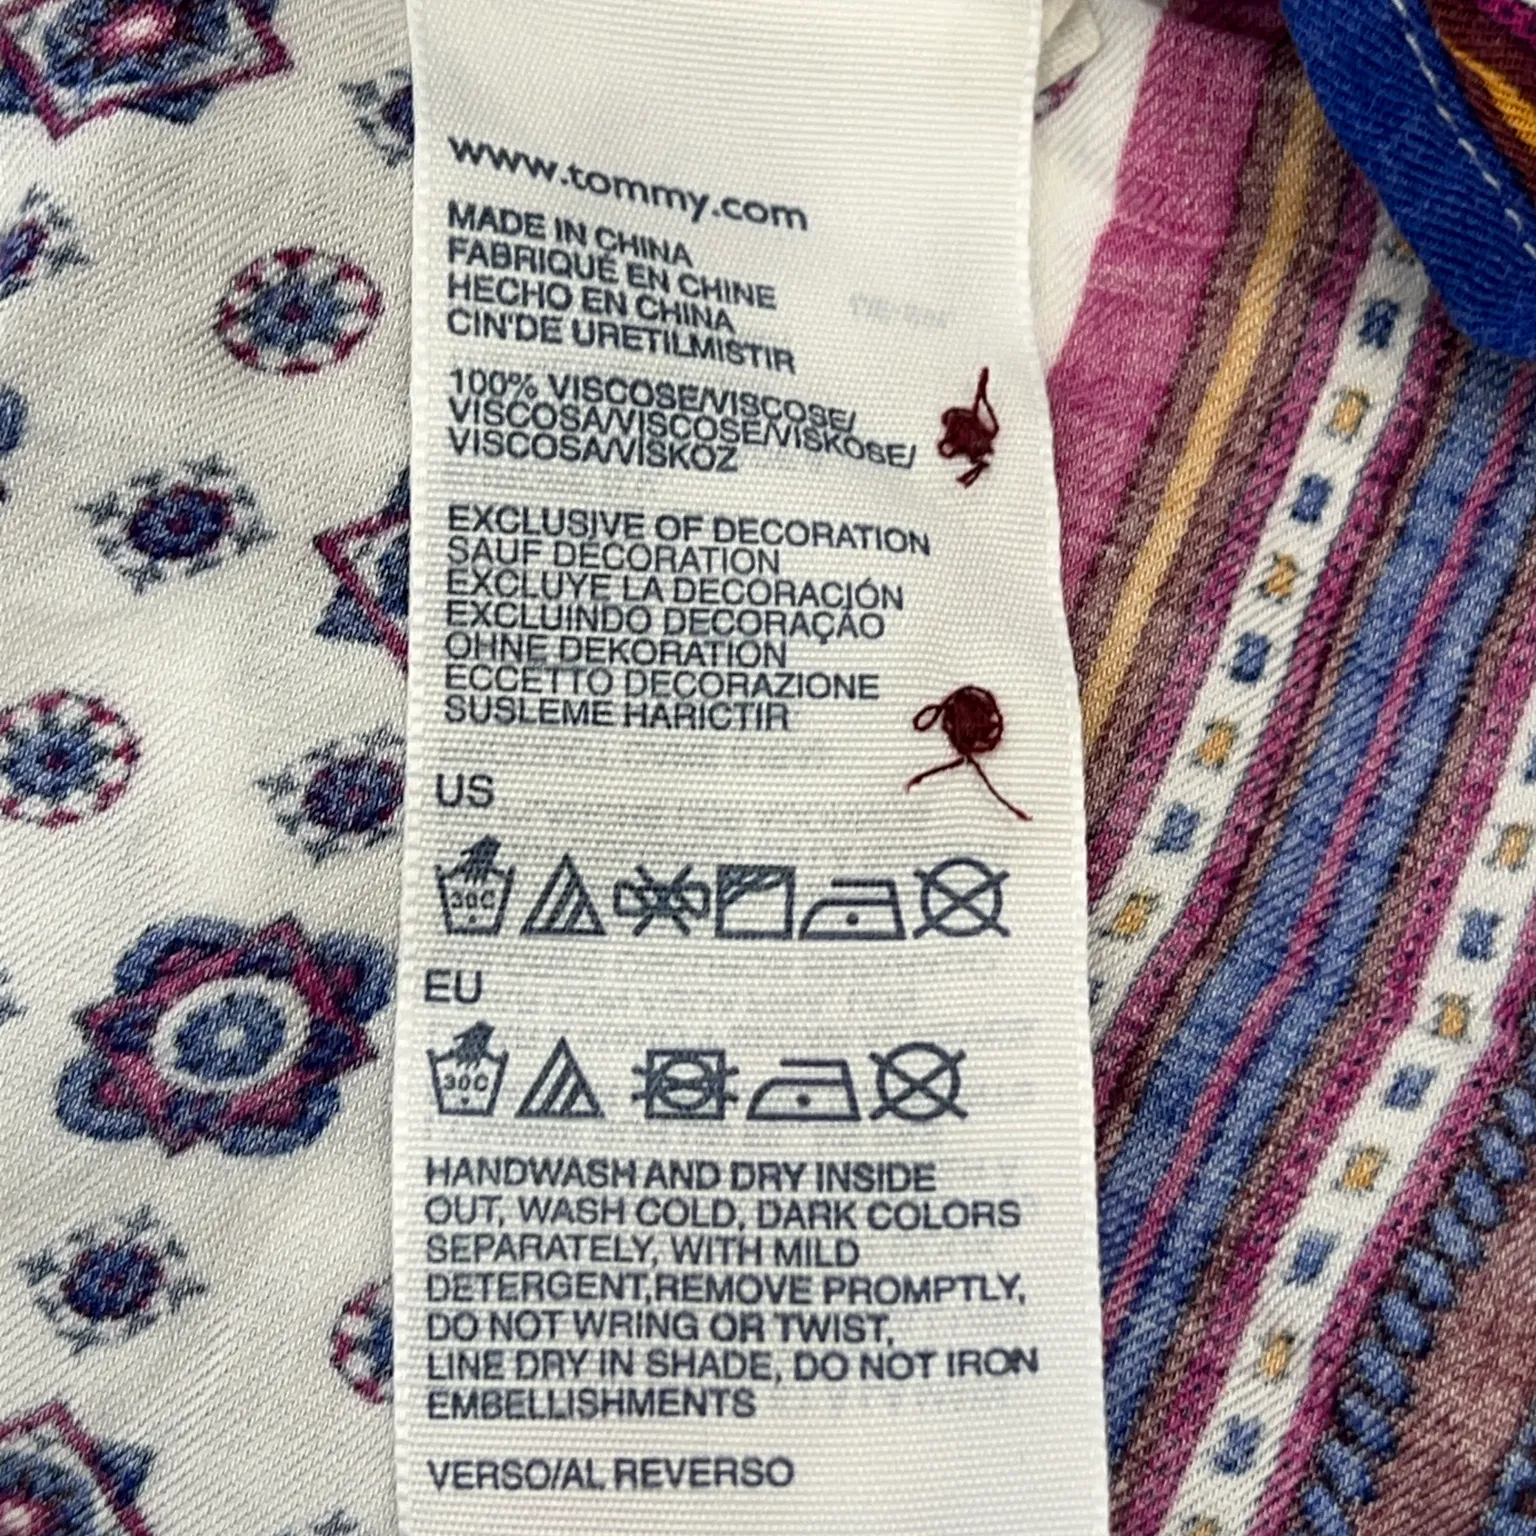 www.tommy.com
MADE IN CHINA
FABRIQUÉ EN CHINE
HECHO EN CHINA
CIN'DE URETILMISTIR
100% VISCOSE/VISCOSE/
VISCOSA/VISCOSE/VISKOSE/
VISCOSA/VISKOZ
EXCLUSIVE OF DECORATION
SAUF DÉCORATION
EXCLUYE LA DECORACIÓN
EXCLUINDO DECORAÇÃO
OHNE DEKORATION
ECCETTO DECORAZIONE
SUSLEME HARICTIR
US
30C
EU
30C
HANDWASH AND DRY INSIDE
OUT, WASH COLD, DARK COLORS
SEPARATELY, WITH MILD
DETERGENT,REMOVE PROMPTLY,
DO NOT WRING OR TWIST,
LINE DRY IN SHADE, DO NOT IRON
EMBELLISHMENTS
VERSO/AL REVERSO